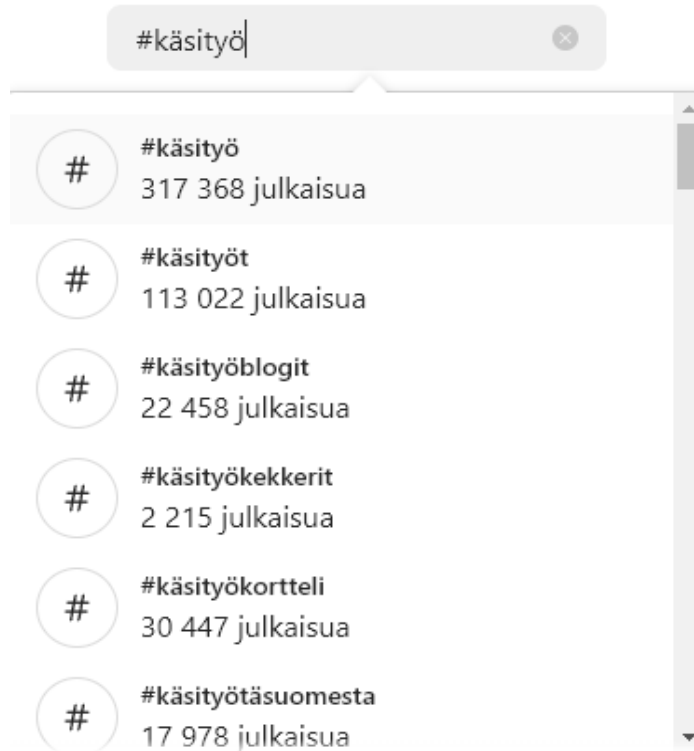 #käsityö
#
#käsityö
317 368 julkaisua
#
#käsityöt
113 022 julkaisua
#
#käsityöblogit
22 458 julkaisua
#
#käsityökekkerit
2 215 julkaisua
#
#käsityökortteli
30 447 julkaisua
#
#käsityötäsuomesta
17 978 julkaisua